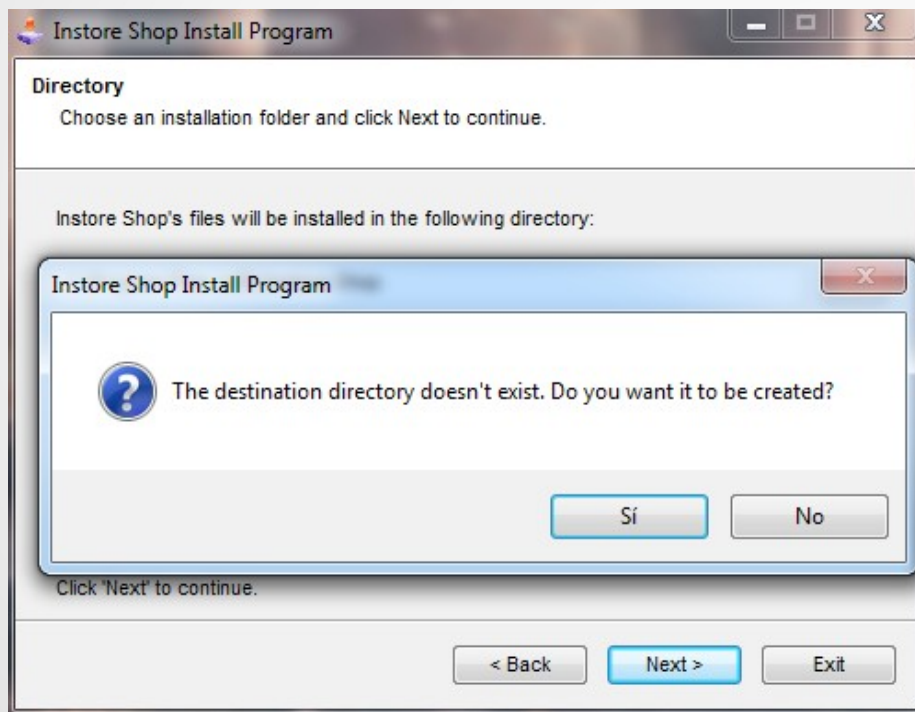 Instore Shop Install Program
Directory
Choose an installation folder and click Next to continue.
Instore Shop's files will be installed in the following directory:
Instore Shop Install Program
The destination directory doesn't exist. Do you want it to be created?
Sí
No
Click 'Next' to continue.
< Back
Next >
Exit